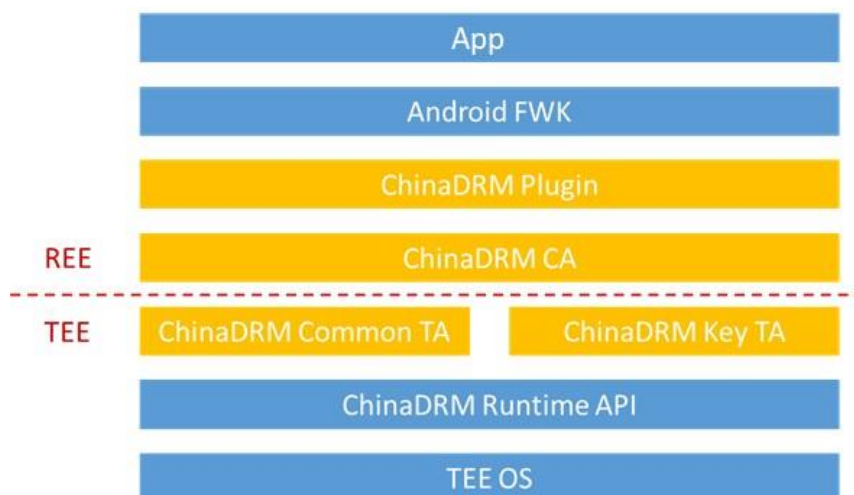 App
Android FWK
ChinaDRM Plugin
REE
ChinaDRM CA
TEE
ChinaDRM Common TA
ChinaDRM Key TA
ChinaDRM Runtime API
TEE OS